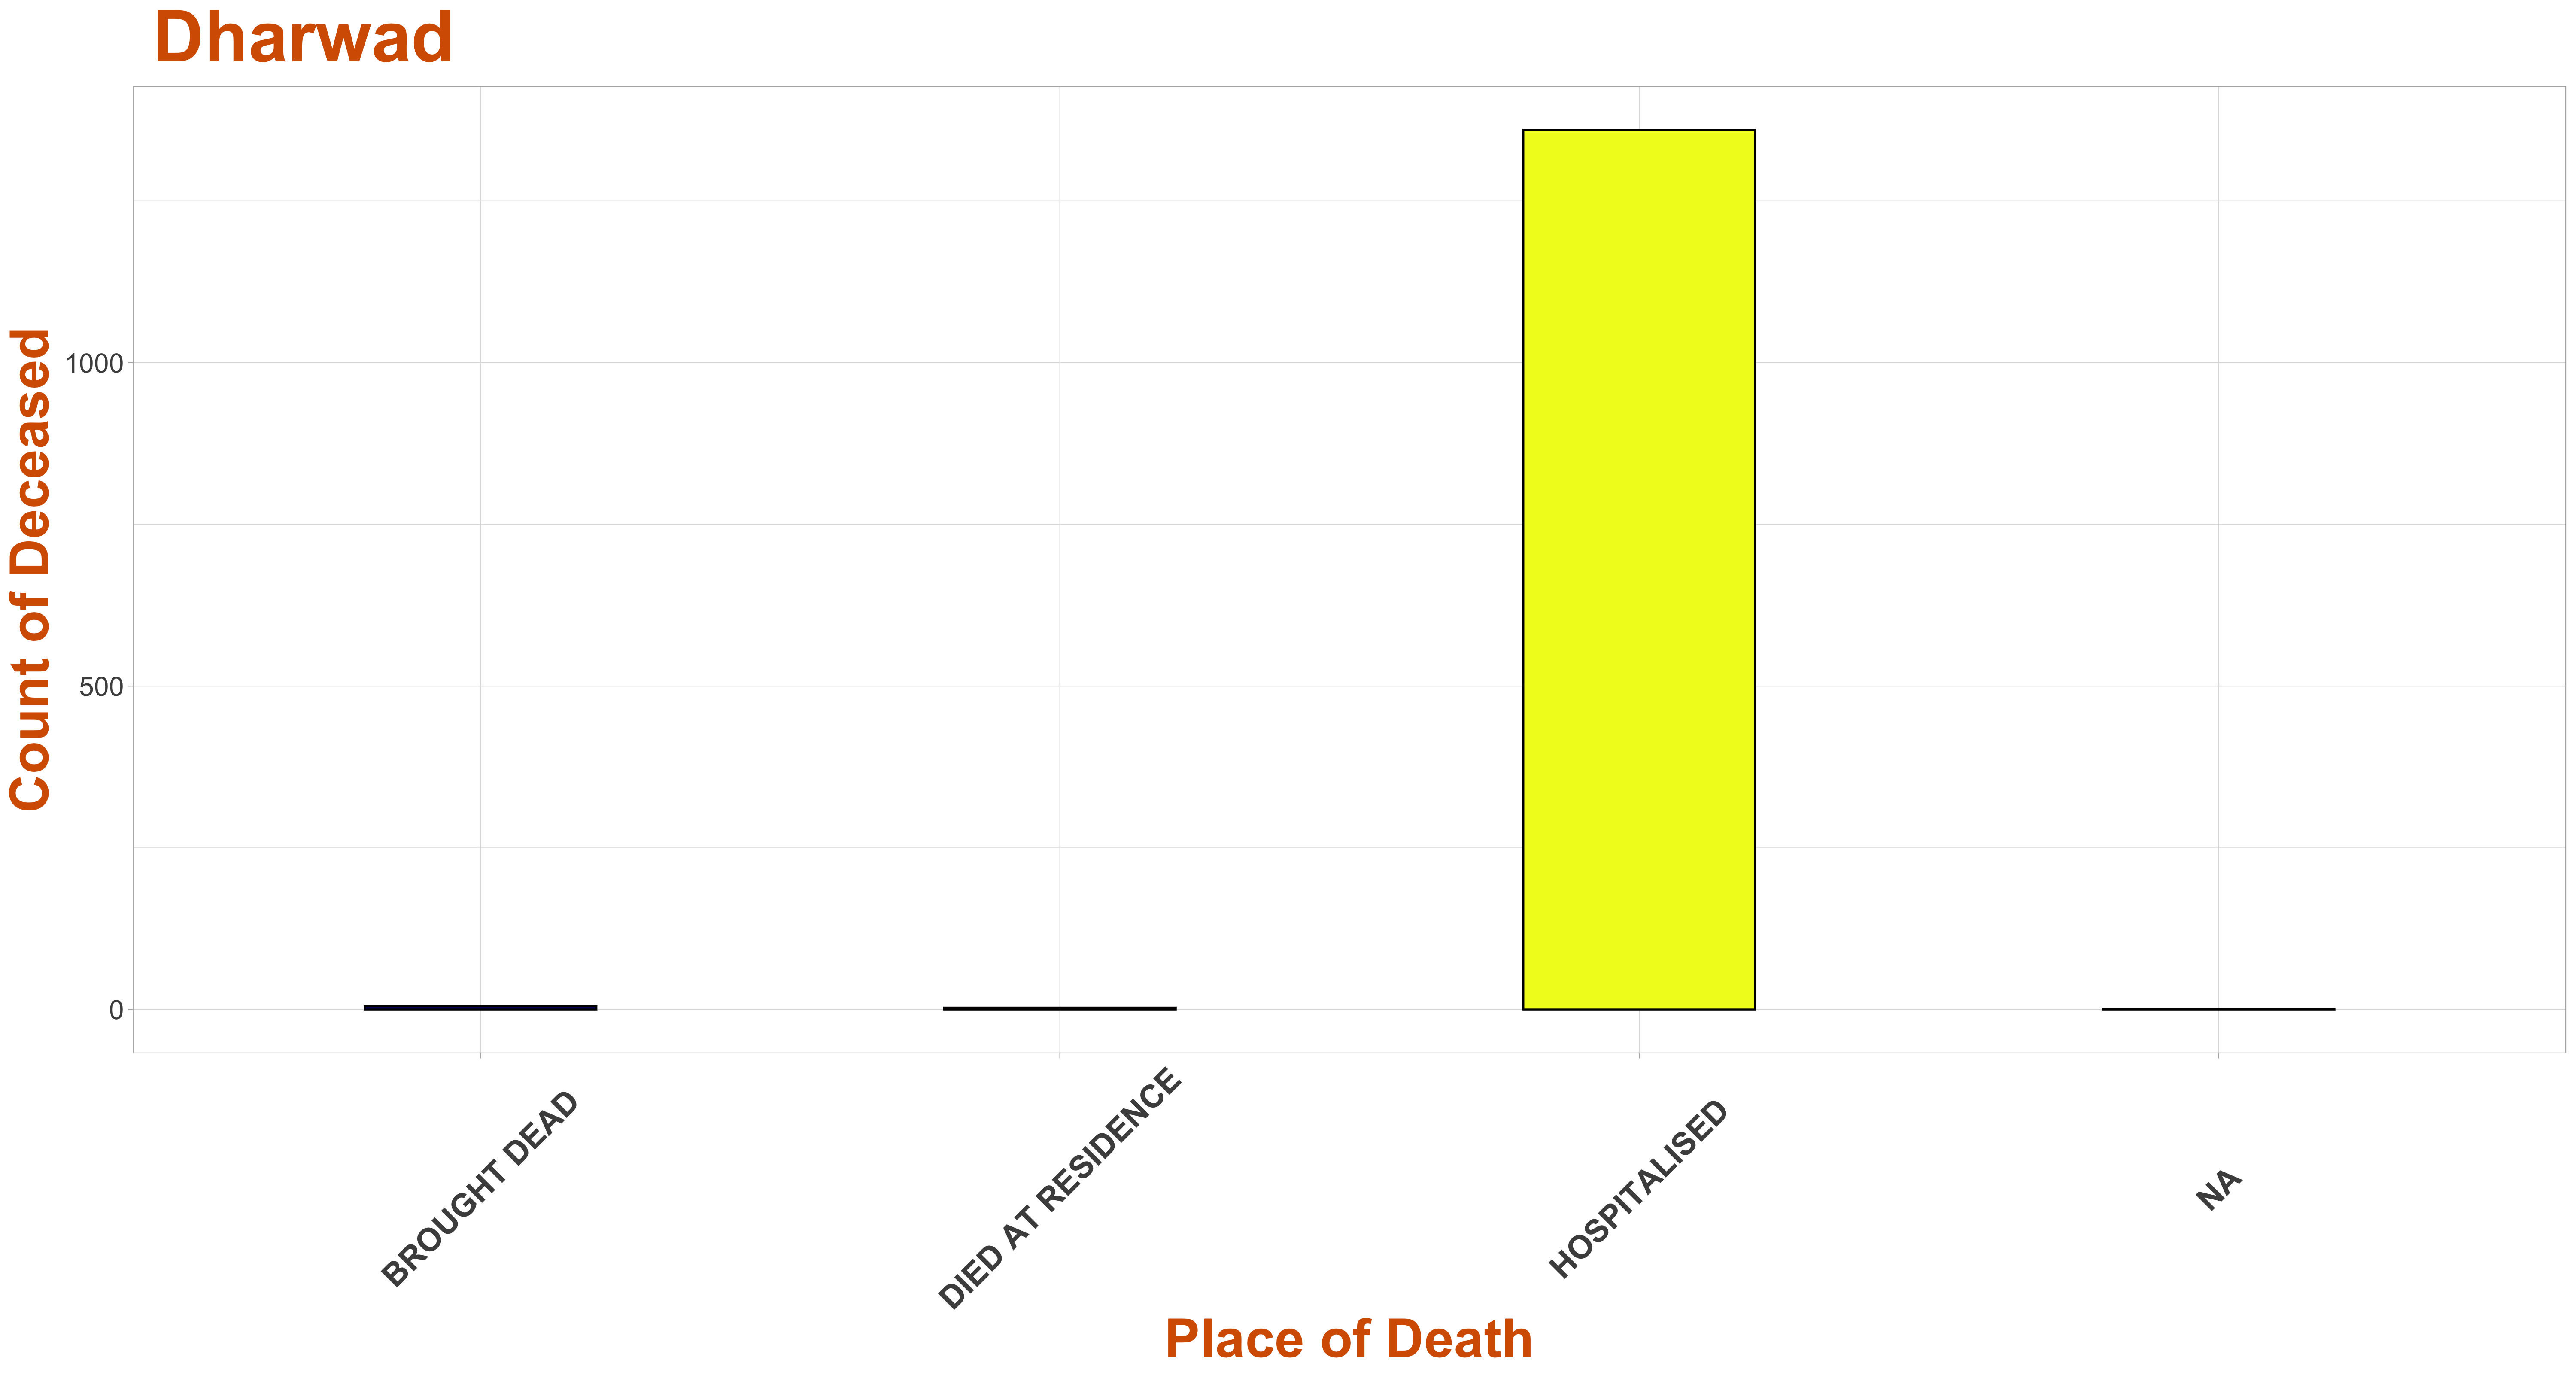 Dharwad
Count of Deceased
1000
500
0
BROUGHT DEAD
DIED AT RESIDENCE
HOSPITALISED
NA
Place of Death